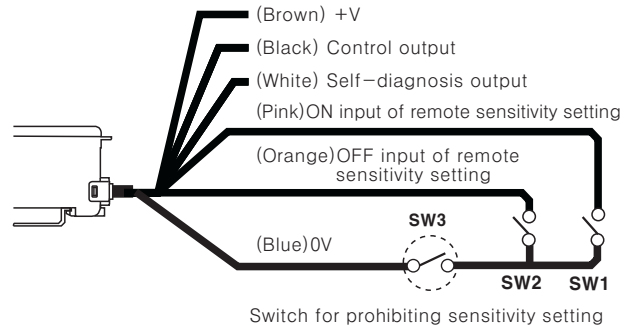 (Brown) +V
(Black) Control output
(White) Self-diagnosis output
(Pink)ON input of remote sensitivity setting
(Orange)OFF input of remote
sensitivity setting
SW3
(Blue)0V
SW2 SW1
Switch for prohibiting sensitivity setting